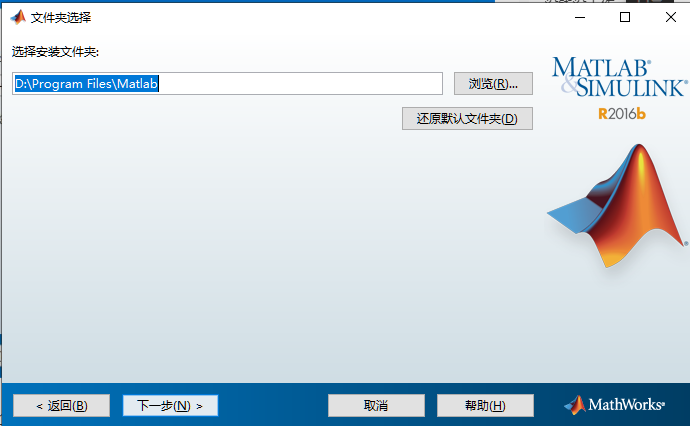 文件夹选择
选择安装文件夹:
D:\Program Files\Matlab
浏览(R)...
还原默认文件夹(D)
MATLAB®
&SIMULINK®
R2016b
®
< 返回(B)
下一步(N) >
取消
帮助(H)
MathWorks®